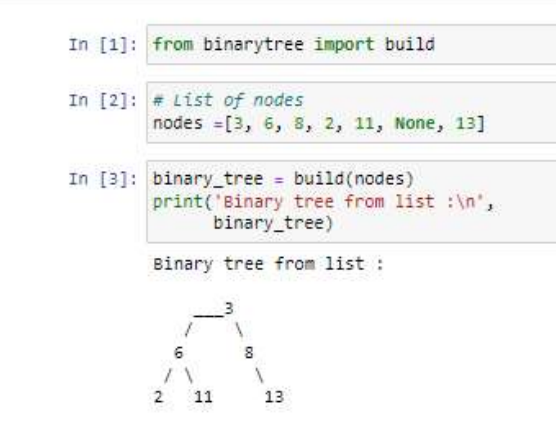 In [1]: from binarytree import build
In [2]: # List of nodes
nodes =[3, 6, 8, 2, 11, None, 13]
In [3]: binary_tree = build(nodes)
print('Binary tree from list :\n',
      binary_tree)
Binary tree from list :
    ___3
   /    \
  6      8
 / \      \
2   11     13